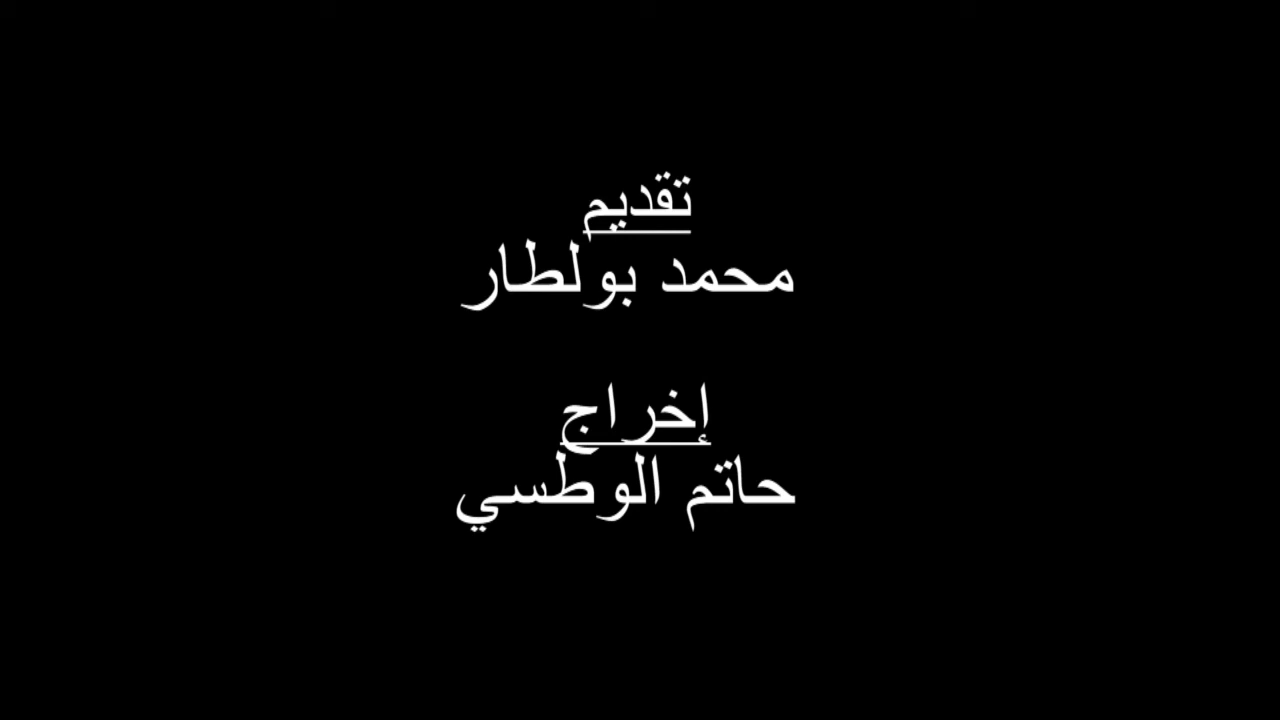 تقديم
محمد بولطار
إخراج
حاتم الوطسي